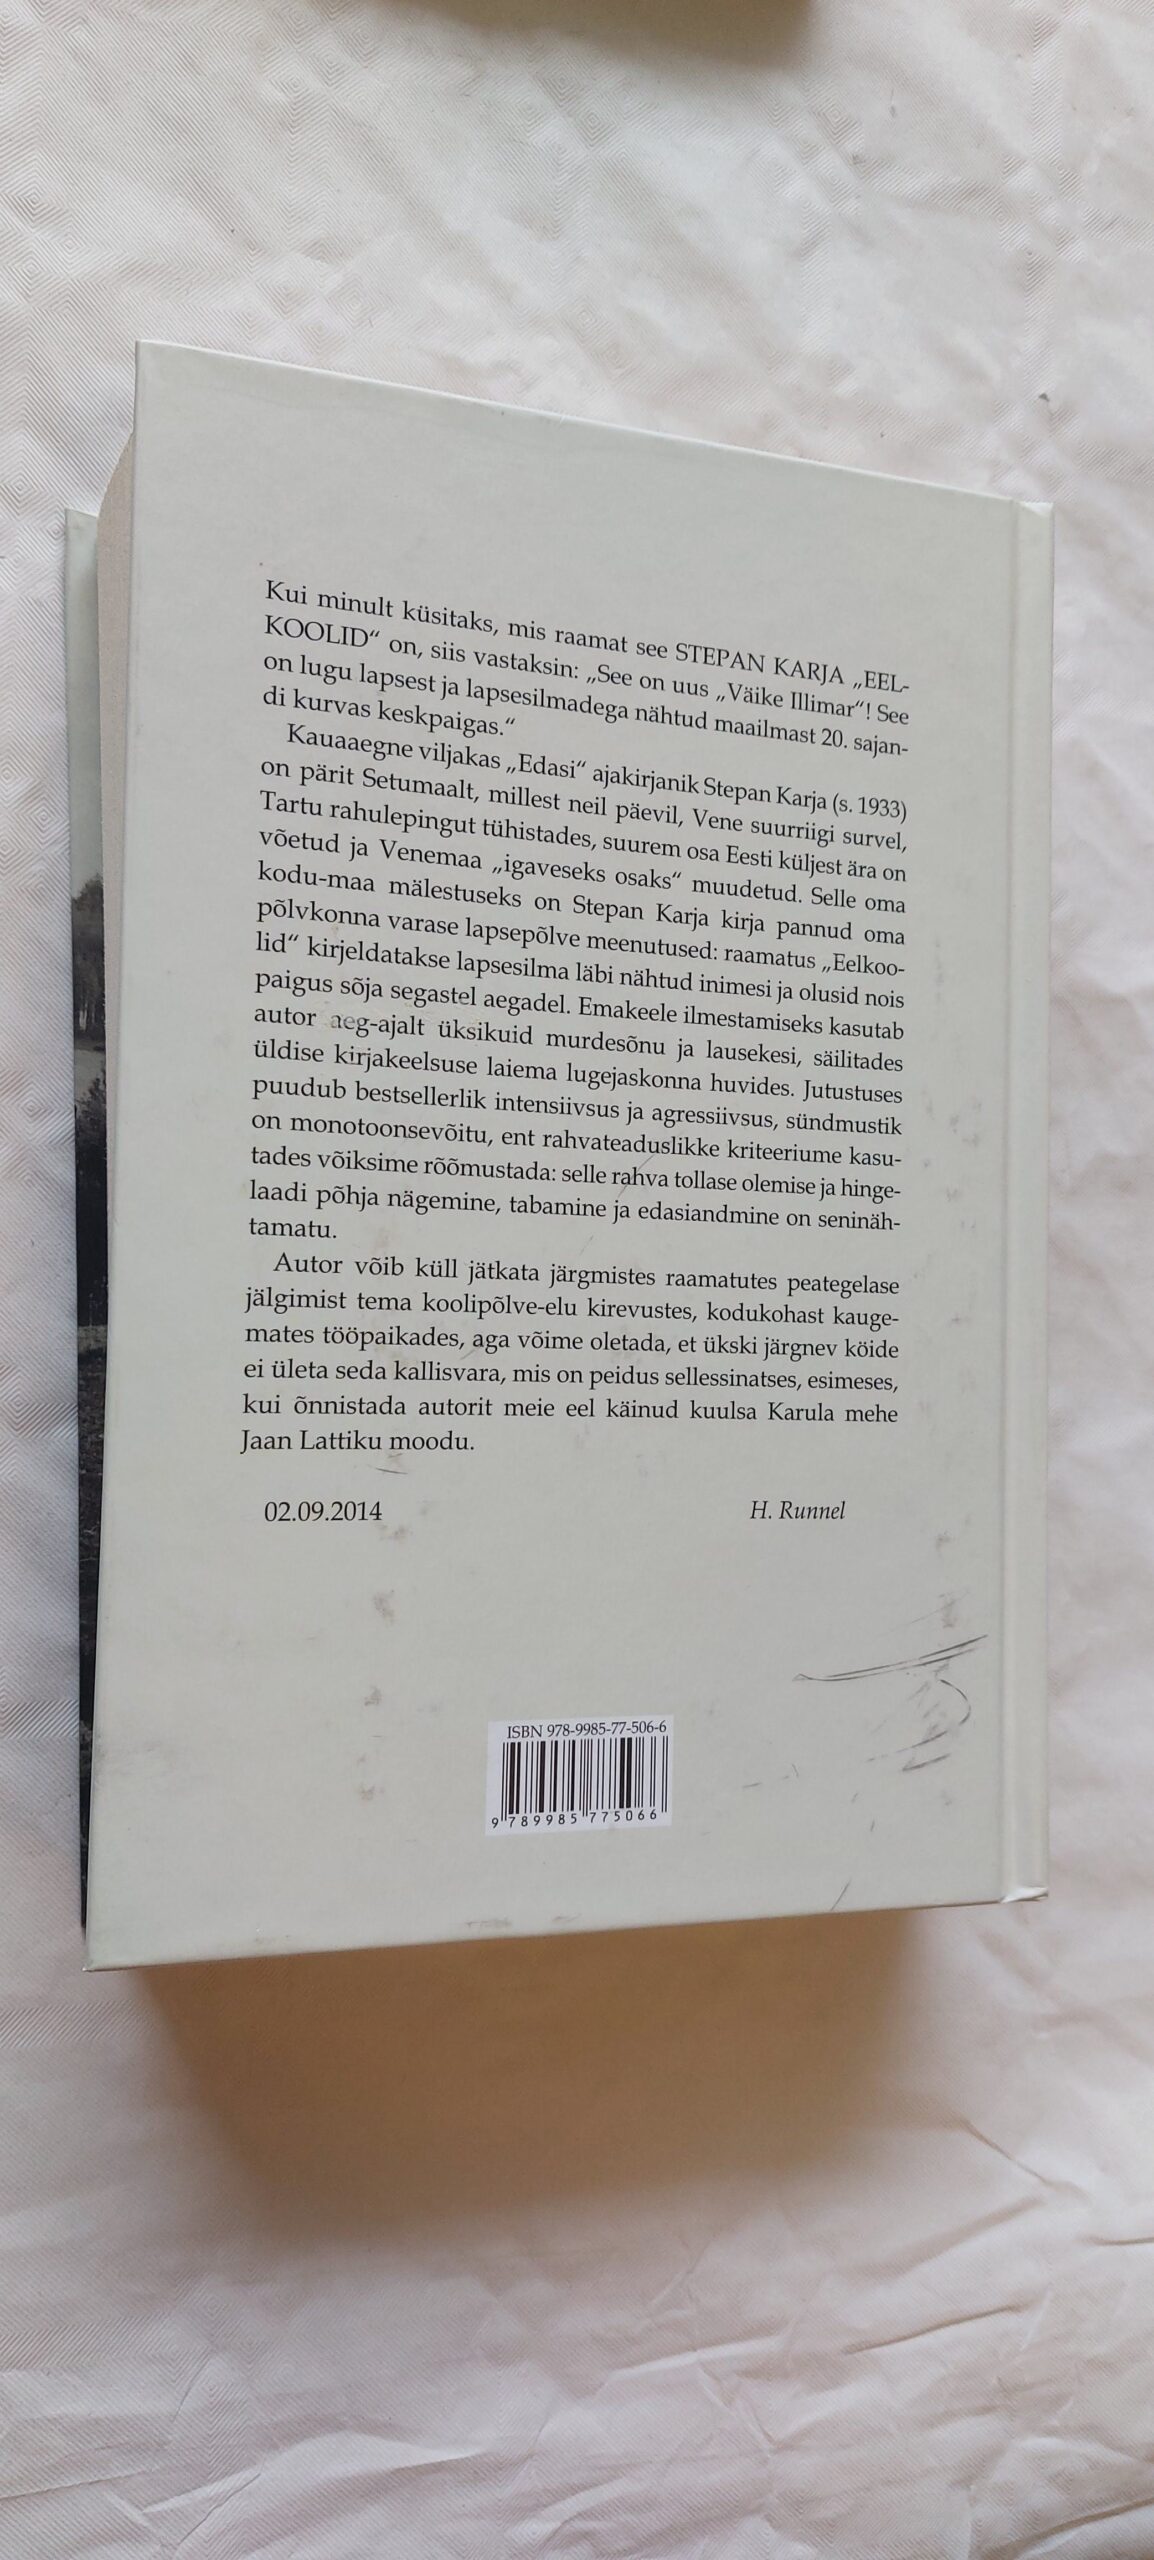 Kui minult küsitaks, mis raamat see STEPAN KARJA „EEL-
KOOLID“ on, siis vastaksin: „See on uus „Väike Illimar“! See
on lugu lapsest ja lapsesilmadega nähtud maailmast 20. sajan-
di kurvas keskpaigas.“
Kauaaegne viljakas „Edasi“ ajakirjanik Stepan Karja (s. 1933)
on pärit Setumaalt, millest neil päevil, Vene suurriigi survel,
Tartu rahulepingut tühistades, suurem osa Eesti küljest ära on
võetud ja Venemaa „igaveseks osaks“ muudetud. Selle oma
kodu-maa mälestuseks on Stepan Karja kirja pannud oma
põlvkonna varase lapsepõlve meenutused: raamatus „Eelkoo-
lid“ kirjeldatakse lapsesilma läbi nähtud inimesi ja olusid nois
paigus sõja segastel aegadel. Emakeele ilmestamiseks kasutab
autor aeg-ajalt üksikuid murdesõnu ja lausekesi, säilitades
üldise kirjakeelsuse laiema lugejaskonna huvides. Jutustuses
puudub bestsellerlik intensiivsus ja agressiivsus, sündmustik
on monotoonsevõitu, ent rahvateaduslikke kriteeriume kasu-
tades võiksime rõõmustada: selle rahva tollase olemise ja hinge-
laadi põhja nägemine, tabamine ja edasiandmine on seninäh-
tamatu.
Autor võib küll jätkata järgmistes raamatutes peategelase
jälgimist tema koolipõlve-elu kirevustes, kodukohast kauge-
mates tööpaikades, aga võime oletada, et ükski järgnev köide
ei ületa seda kallisvara, mis on peidus sellessinatses, esimeses,
kui õnnistada autorit meie eel käinud kuulsa Karula mehe
Jaan Lattiku moodu.
02.09.2014 H. Runnel
ISBN 978-9985-77-506-6
9 789985 775066